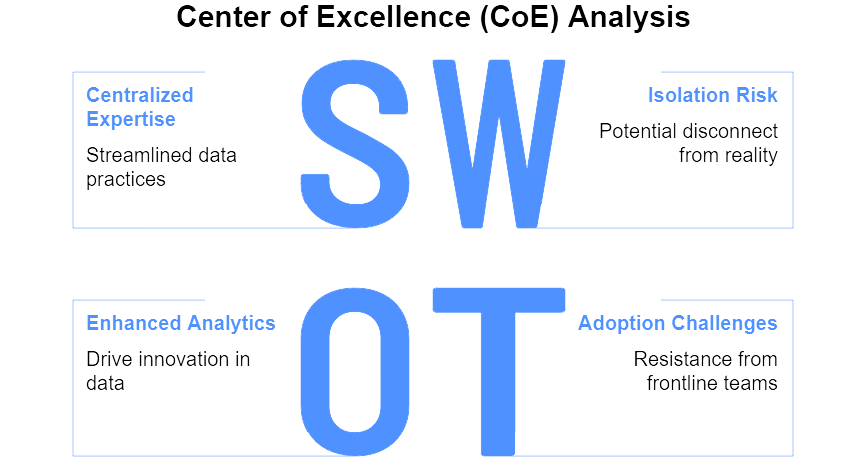 Center of Excellence (CoE) Analysis
Centralized
Expertise
Streamlined data
practices
S
W
Isolation Risk
Potential disconnect
from reality
Enhanced Analytics
Drive innovation in
data
O
T
Adoption Challenges
Resistance from
frontline teams